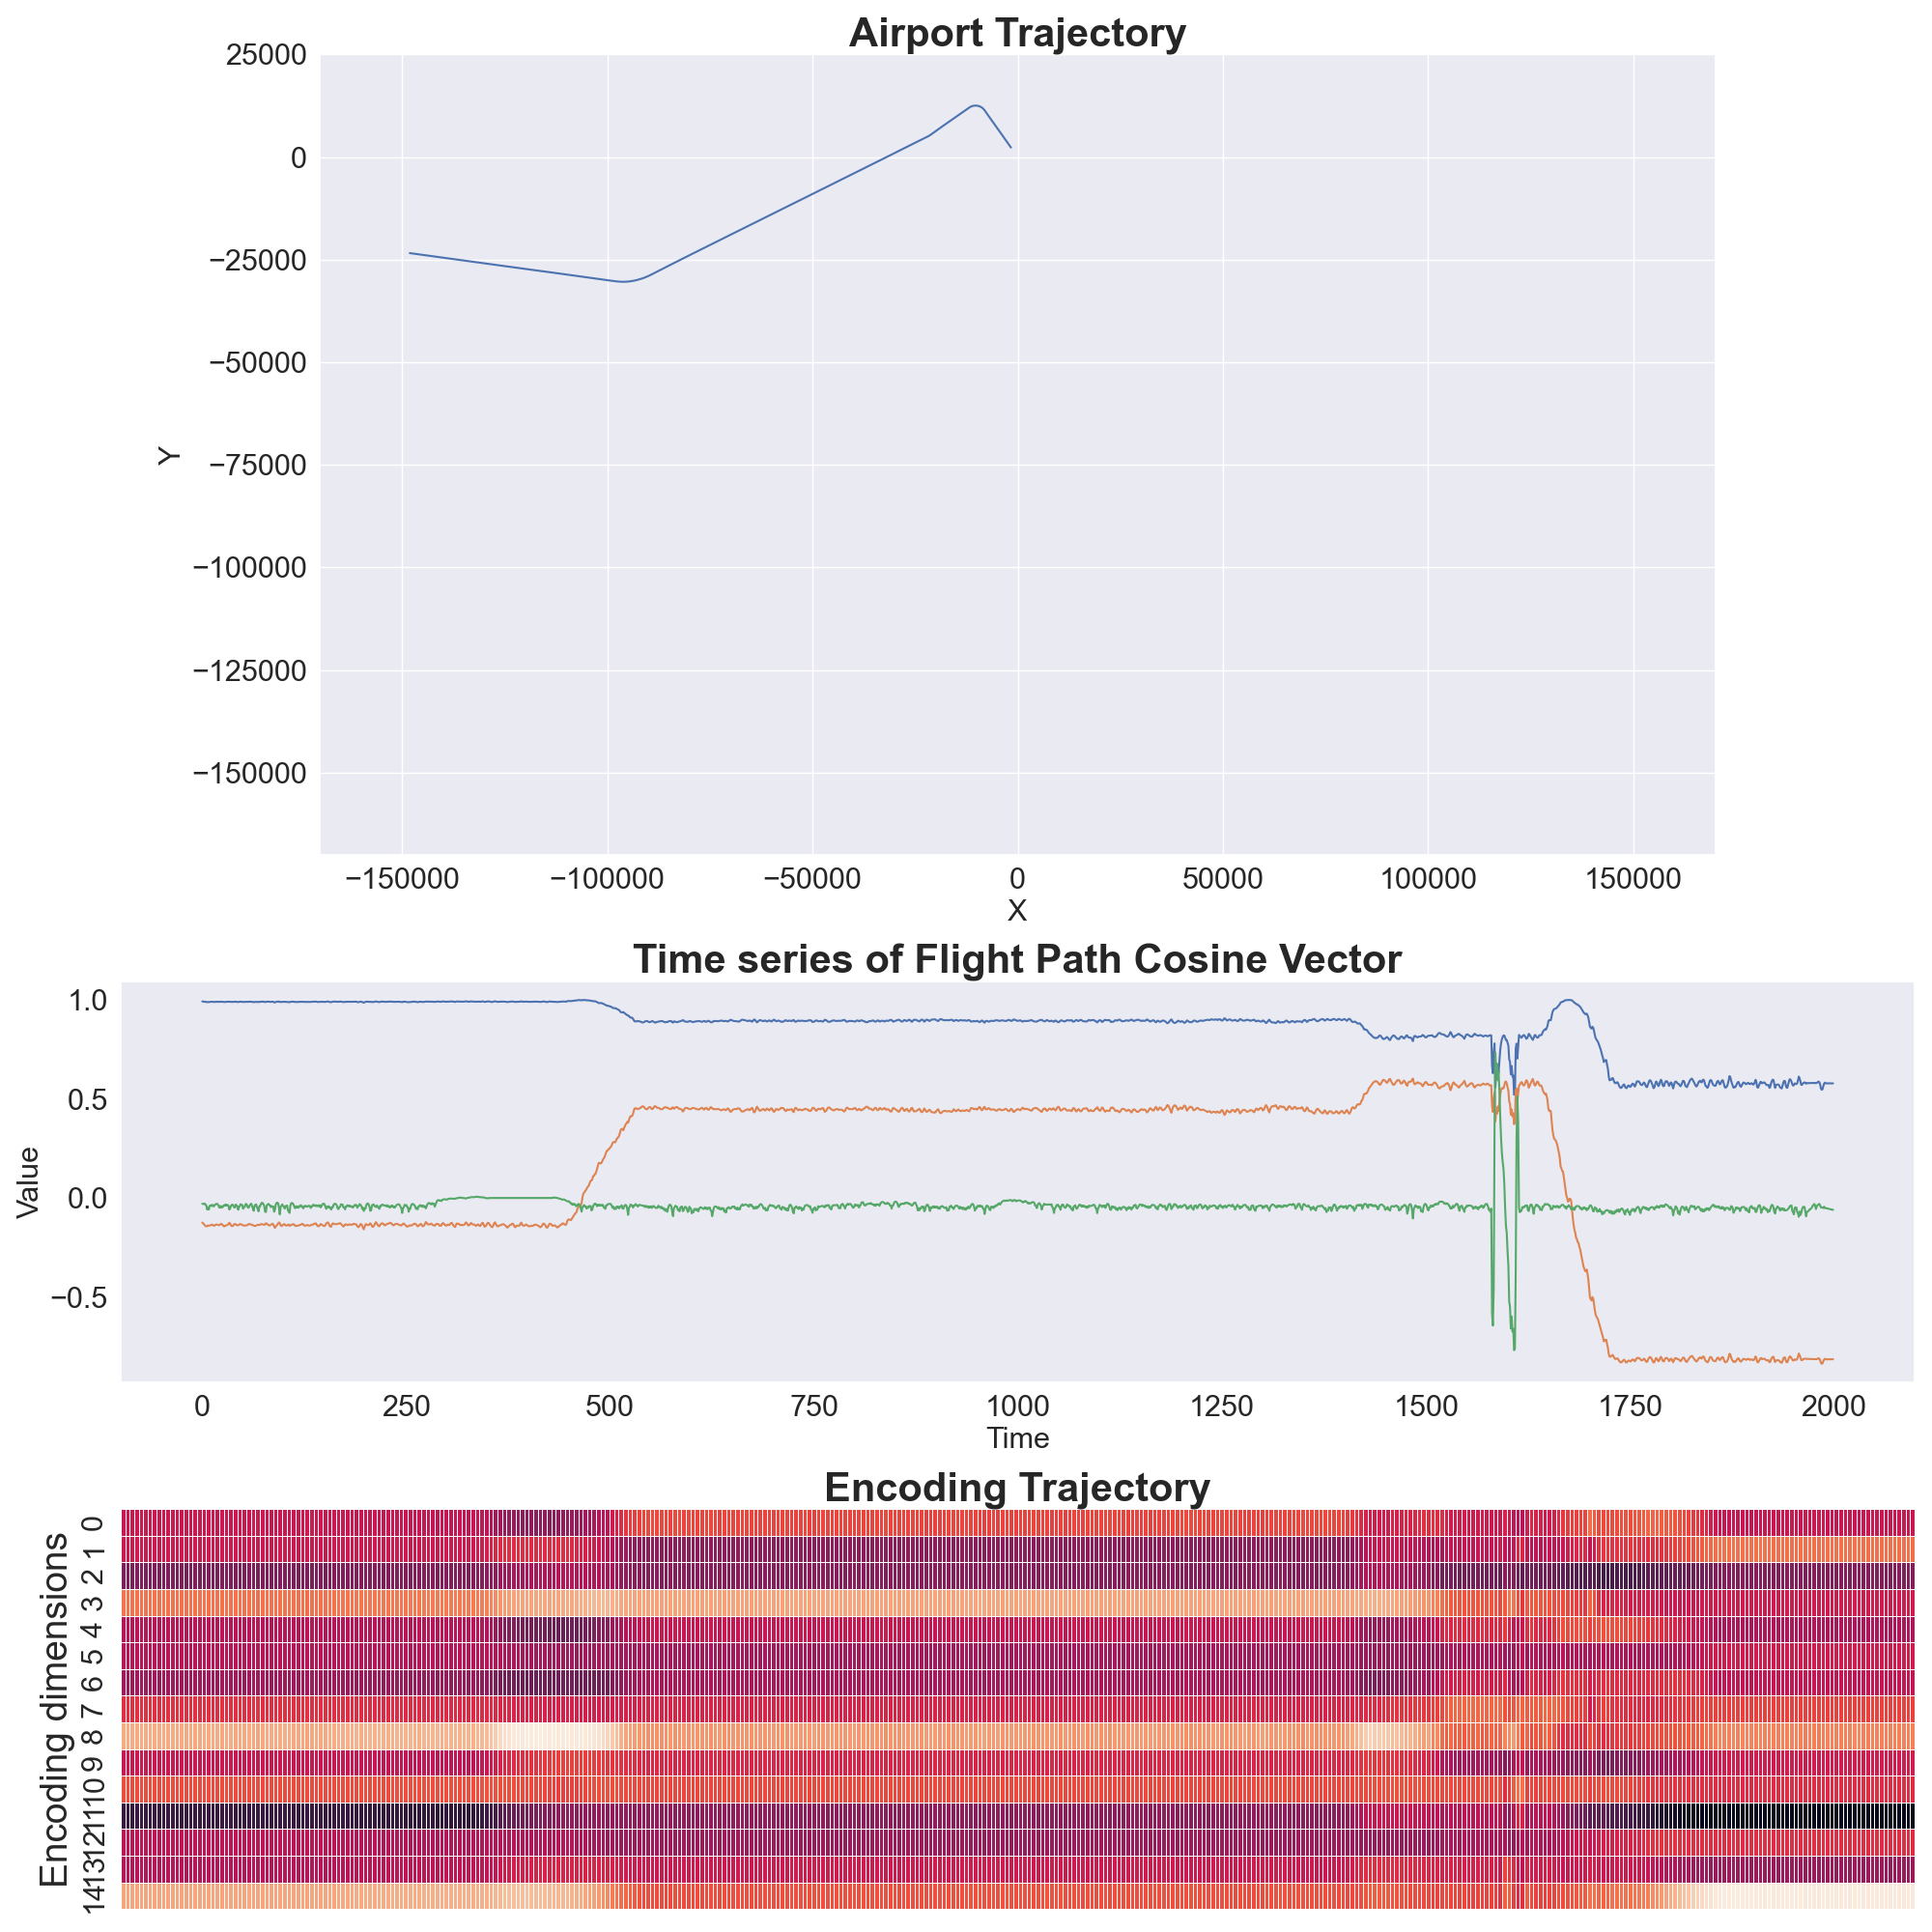 Airport Trajectory
25000
0
−25000
−50000
−75000
−100000
−125000
−150000
Y
−150000 −100000 −50000 0 50000 100000 150000
X
Time series of Flight Path Cosine Vector
1.0
0.5
0.0
−0.5
Value
0 250 500 750 1000 1250 1500 1750 2000
Time
Encoding Trajectory
Encoding dimensions
0
1
2
3
4
5
6
7
8
9
10
11
12
13
14